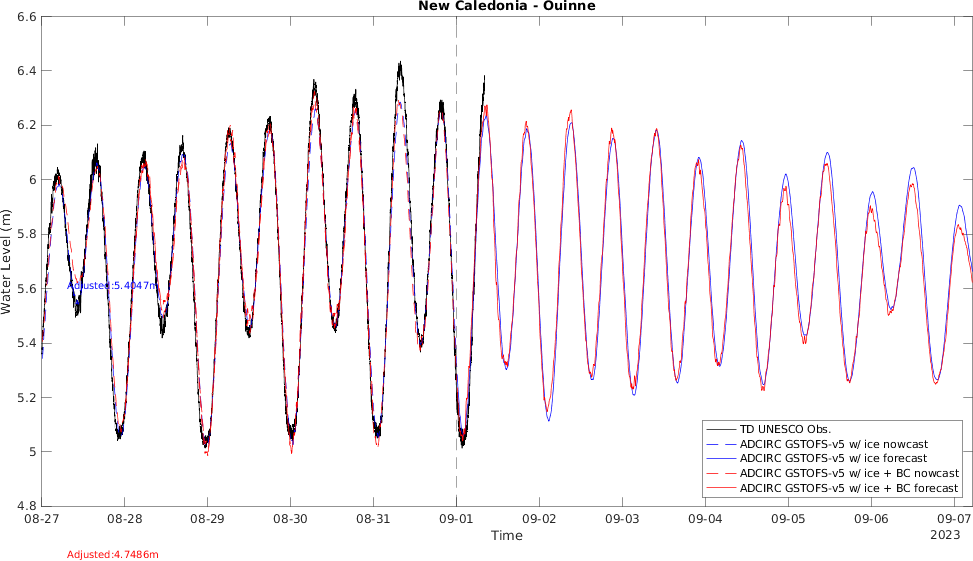 New Caledonia - Ouinne
6.6
6.4
6.2
6
5.8
5.6
5.4
5.2
5
4.8
Water Level (m)
Adjusted:5.4047m
TD UNESCO Obs.
ADCIRC GSTOFS-v5 w/ ice nowcast
ADCIRC GSTOFS-v5 w/ ice forecast
ADCIRC GSTOFS-v5 w/ ice + BC nowcast
ADCIRC GSTOFS-v5 w/ ice + BC forecast
08-27 08-28 08-29 08-30 08-31 09-01 09-02 09-03 09-04 09-05 09-06 09-07
Time
2023
Adjusted:4.7486m